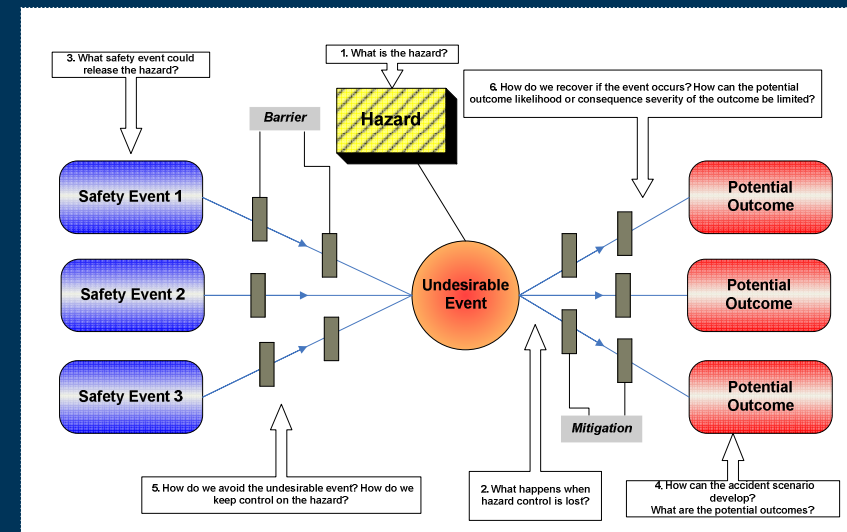 3. What safety event could
release the hazard?
1. What is the hazard?
6. How do we recover if the event occurs? How can the potential
outcome likelihood or consequence severity of the outcome be limited?
Barrier
Hazard
Safety Event 1
Potential
Outcome
Safety Event 2
Undesirable
Event
Potential
Outcome
Safety Event 3
Potential
Outcome
Mitigation
5. How do we avoid the undesirable event? How do we
keep control on the hazard?
2. What happens when
hazard control is lost?
4. How can the accident scenario
develop?
What are the potential outcomes?